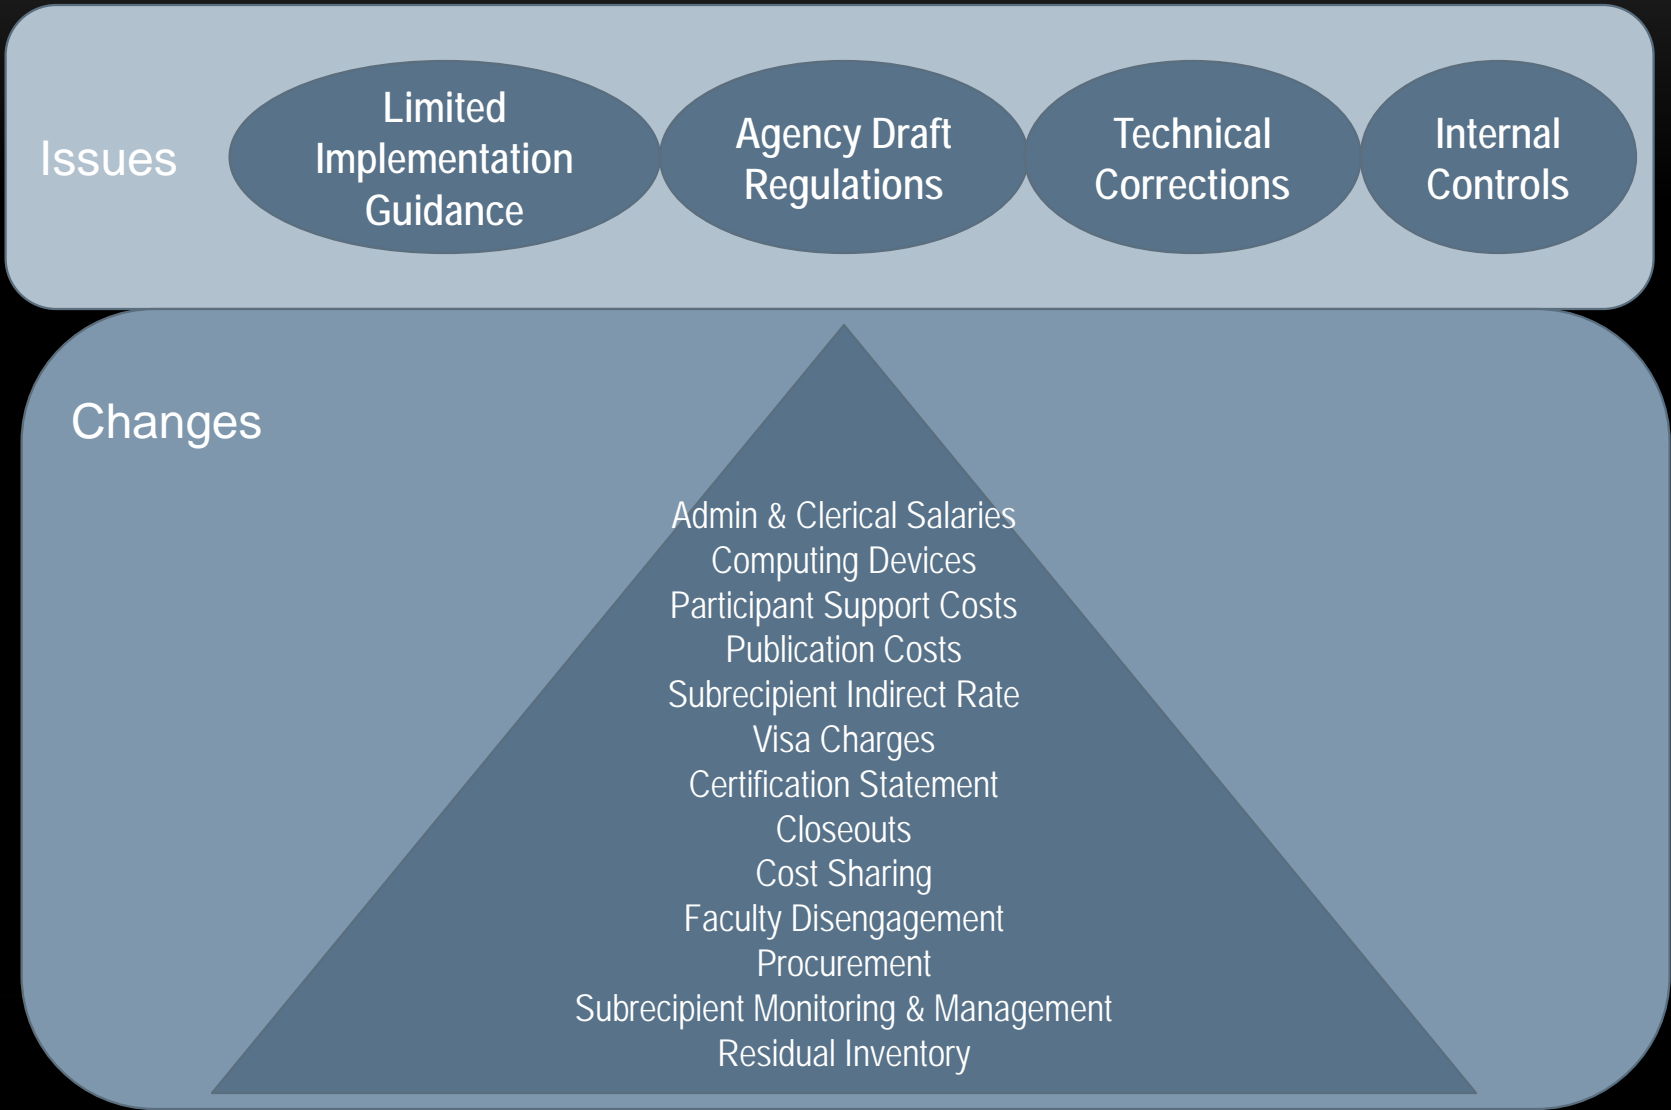 Issues
Limited
Implementation
Guidance
Agency Draft
Regulations
Technical
Corrections
Internal
Controls
Changes
Admin & Clerical Salaries
Computing Devices
Participant Support Costs
Publication Costs
Subrecipient Indirect Rate
Visa Charges
Certification Statement
Closeouts
Cost Sharing
Faculty Disengagement
Procurement
Subrecipient Monitoring & Management
Residual Inventory